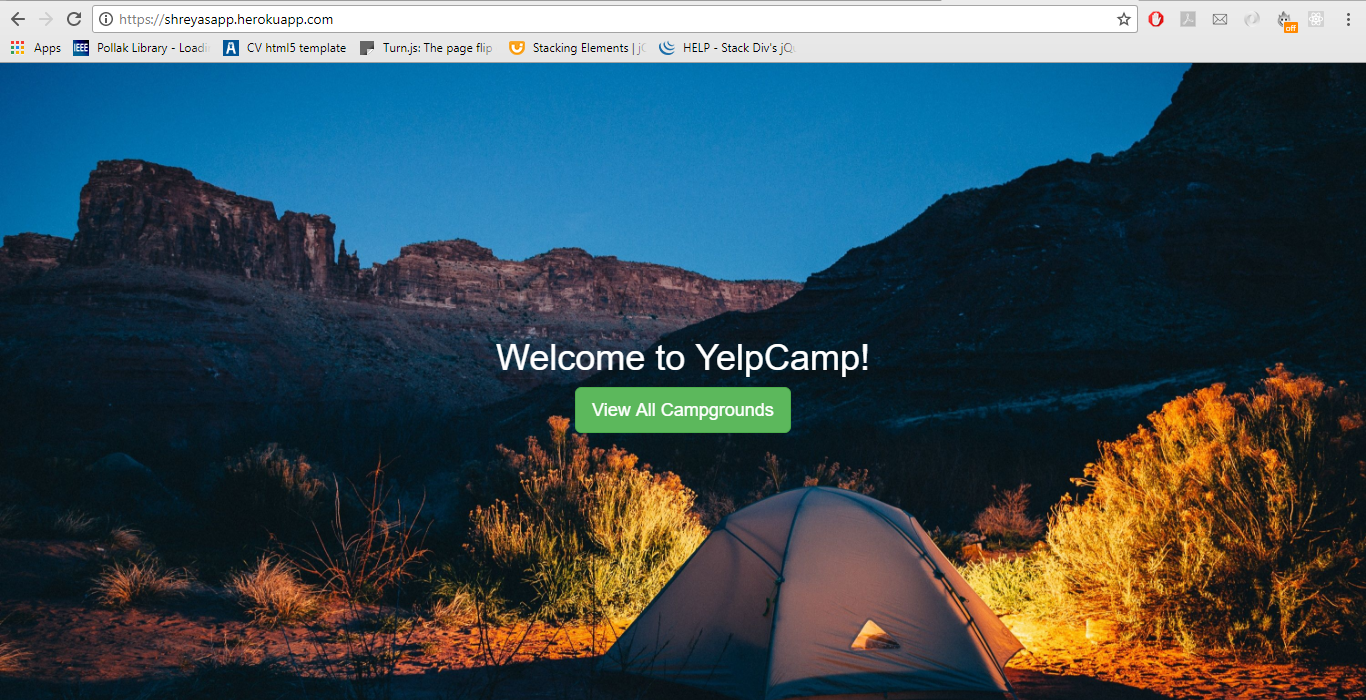 https://shreyasapp.herokuapp.com
Apps IEEE Pollak Library - Loadi A CV html5 template Turn.js: The page flip Stacking Elements | jQ HELP - Stack Div's jQ
off
Welcome to YelpCamp!
View All Campgrounds